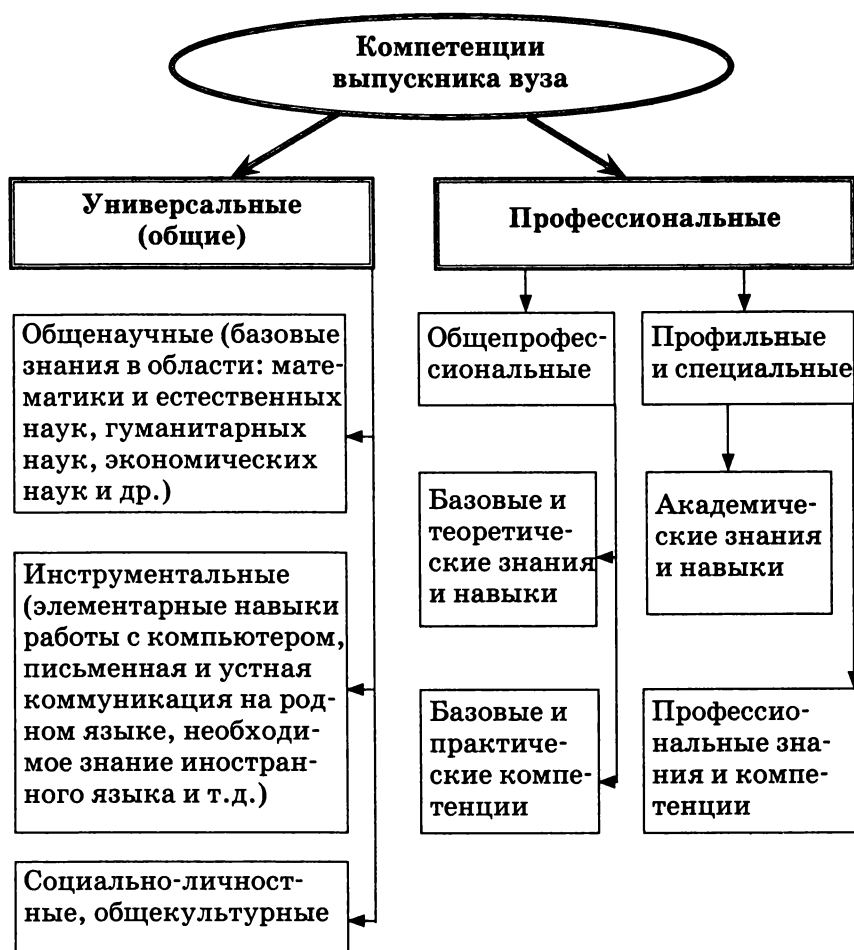 Компетенции
выпускника вуза
Универсальные
(общие)
Профессиональные
Общенаучные (базовые
знания в области: мате-
матики и естественных
наук, гуманитарных
наук, экономических
наук и др.)
Инструментальные
(элементарные навыки
работы с компьютером,
письменная и устная
коммуникация на род-
ном языке, необходи-
мое знание иностран-
ного языка и т.д.)
Социально-личност-
ные, общекультурные
Общепрофес-
сиональные
Базовые и
теоретиче-
ские знания
и навыки
Базовые и
практиче-
ские компе-
тенции
Профильные
и специальные
Академиче-
ские знания
и навыки
Профессио-
нальные зна-
ния и компе-
тенции